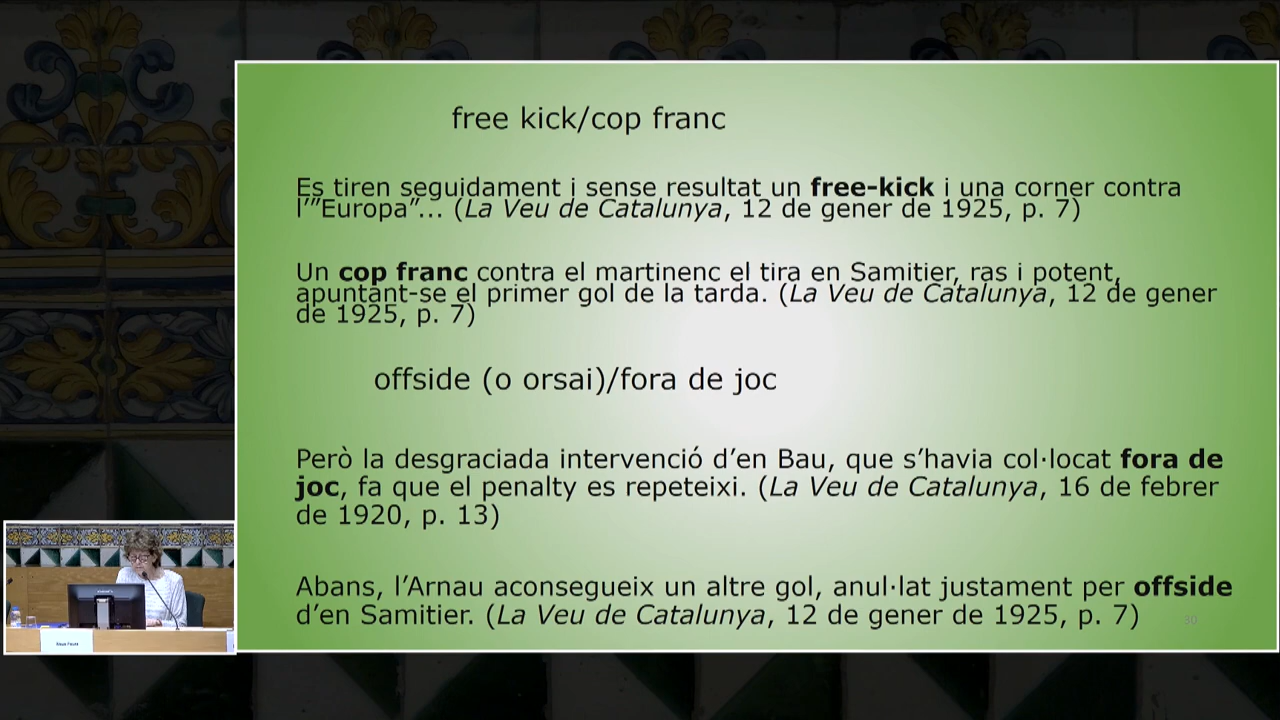 free kick/cop franc
Es tiren seguidament i sense resultat un free-kick i una corner contra
l’”Europa”... (La Veu de Catalunya, 12 de gener de 1925, p. 7)
Un cop franc contra el martinenc el tira en Samitier, ras i potent,
apuntant-se el primer gol de la tarda. (La Veu de Catalunya, 12 de gener
de 1925, p. 7)
offside (o orsai)/fora de joc
Però la desgraciada intervenció d’en Bau, que s’havia col·locat fora de
joc, fa que el penalty es repeteixi. (La Veu de Catalunya, 16 de febrer
de 1920, p. 13)
Abans, l’Arnau aconsegueix un altre gol, anul·lat justament per offside
d’en Samitier. (La Veu de Catalunya, 12 de gener de 1925, p. 7)
30